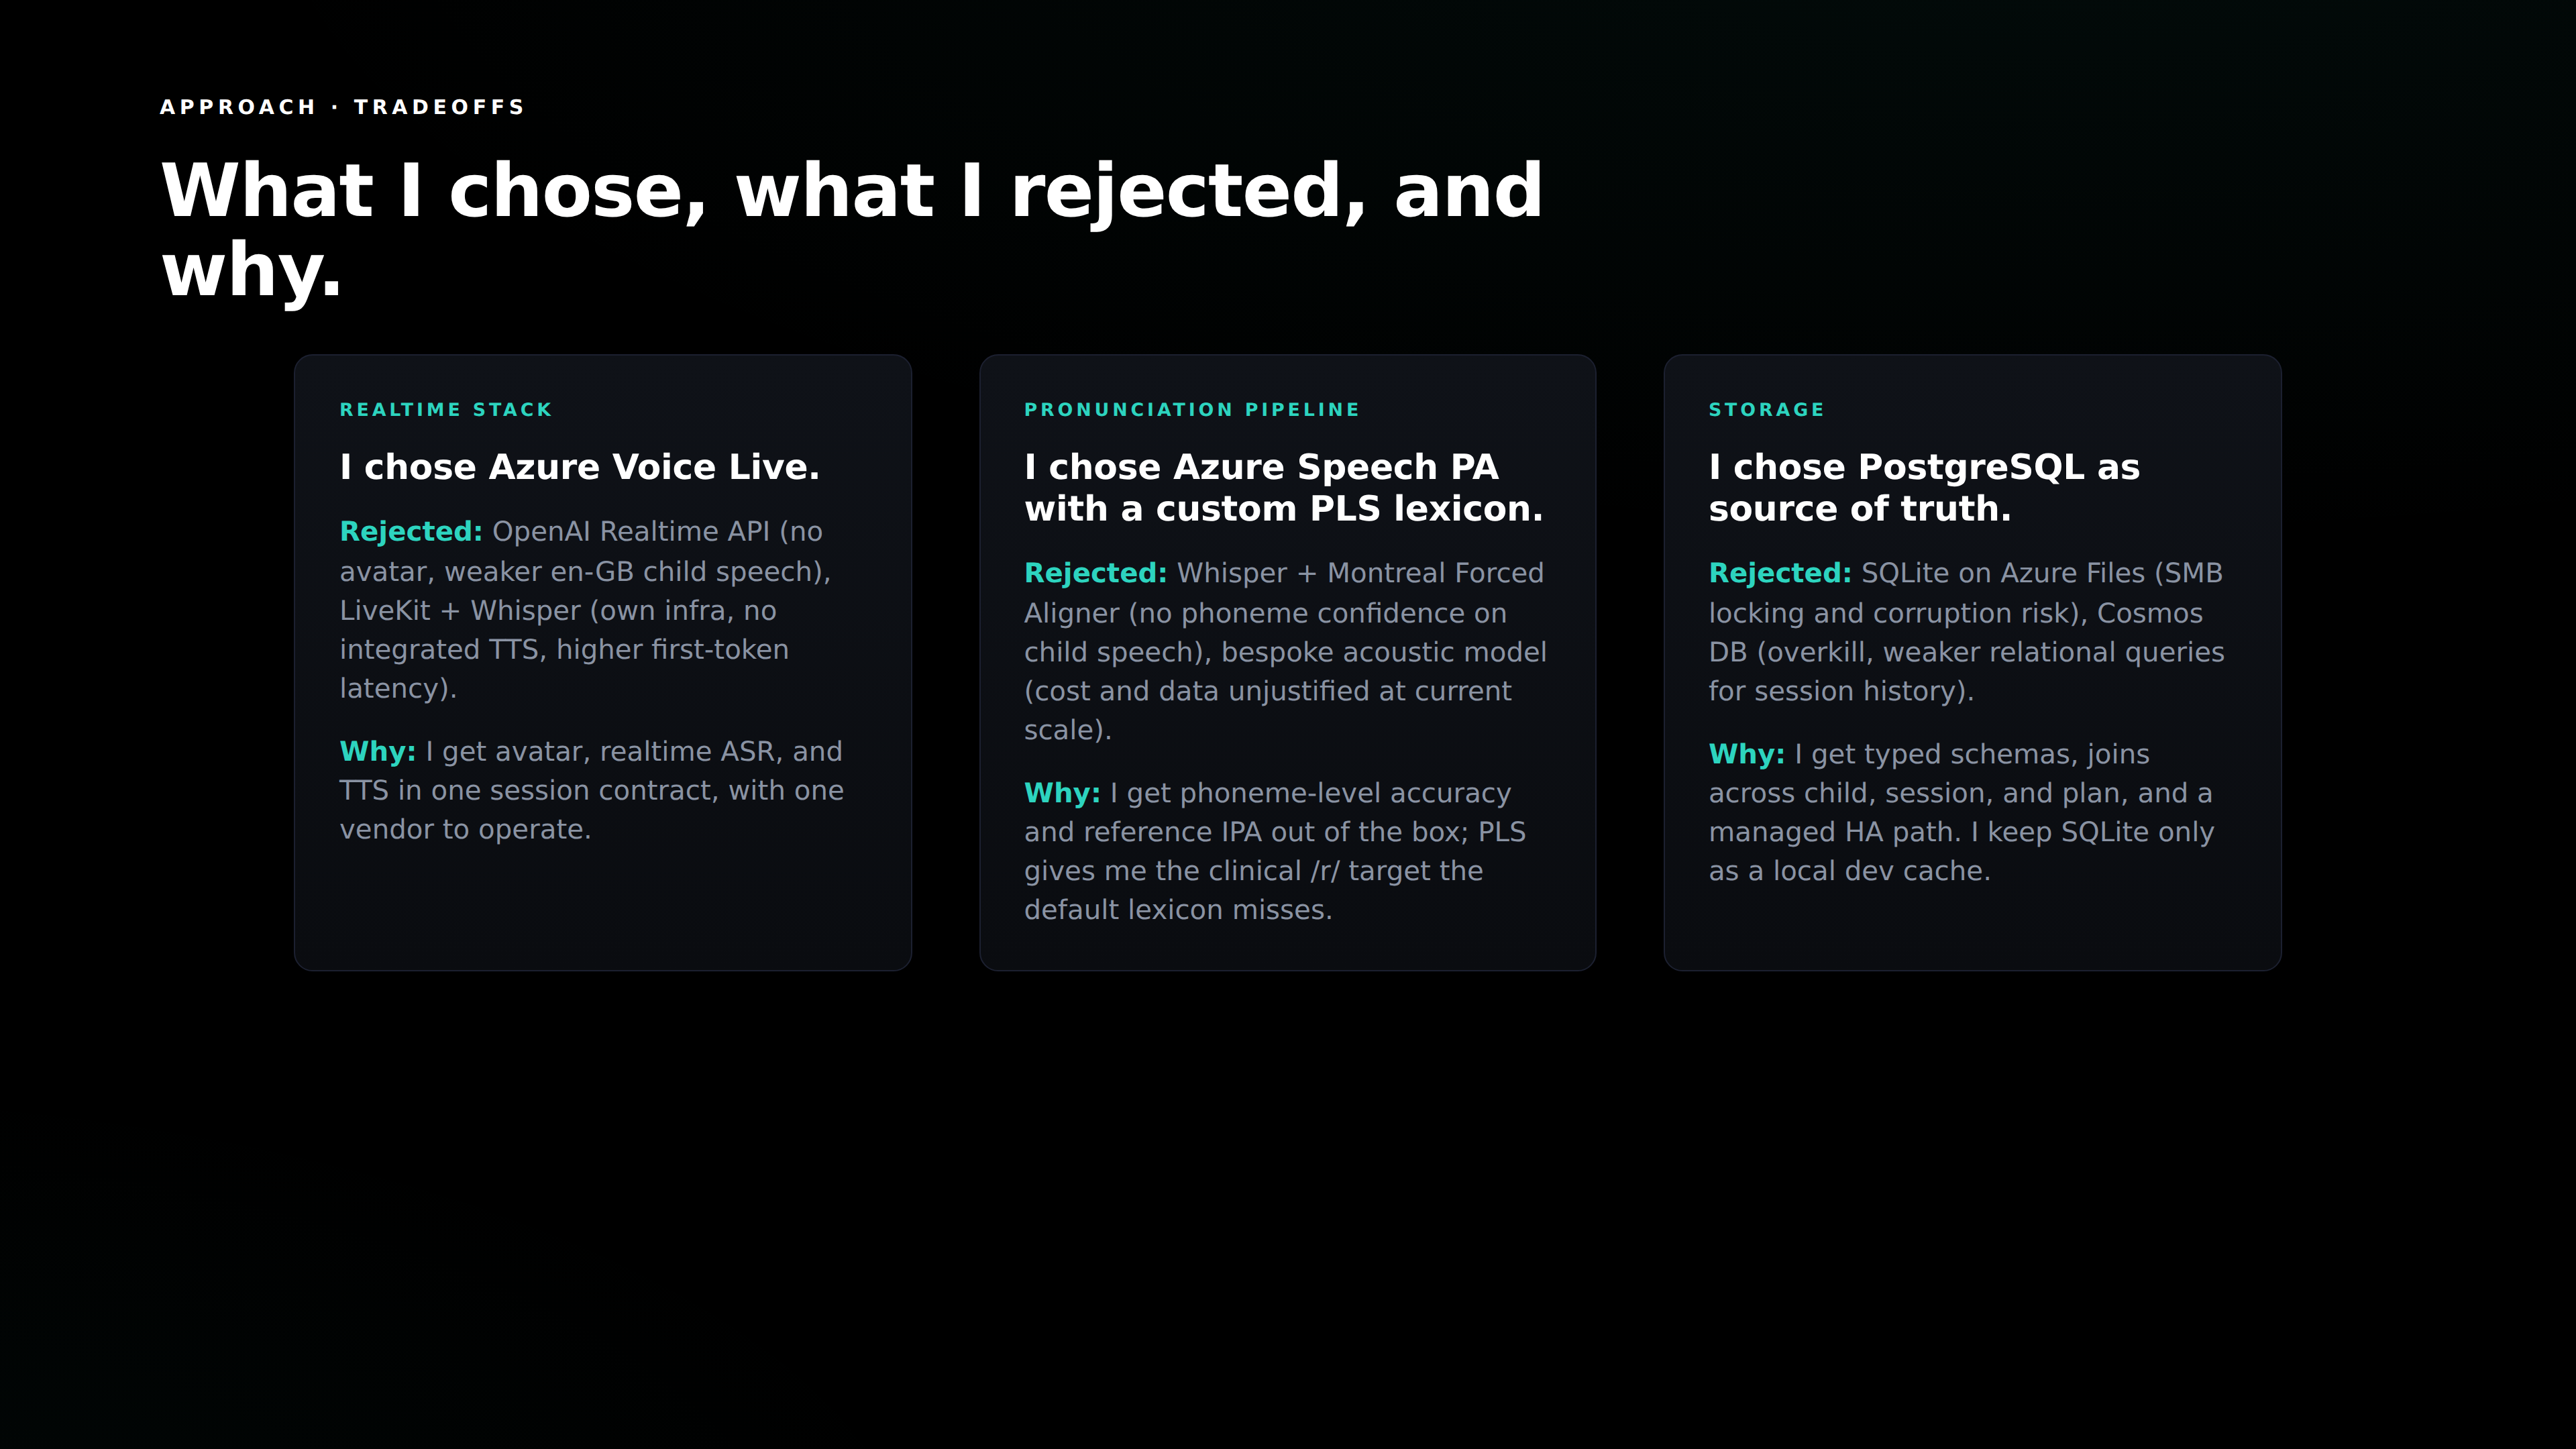 APPROACH · TRADEOFFS
What I chose, what I rejected, and
why.
REALTIME STACK
I chose Azure Voice Live.
Rejected: OpenAI Realtime API (no
avatar, weaker en-GB child speech),
LiveKit + Whisper (own infra, no
integrated TTS, higher first-token
latency).
Why: I get avatar, realtime ASR, and
TTS in one session contract, with one
vendor to operate.
PRONUNCIATION PIPELINE
I chose Azure Speech PA
with a custom PLS lexicon.
Rejected: Whisper + Montreal Forced
Aligner (no phoneme confidence on
child speech), bespoke acoustic model
(cost and data unjustified at current
scale).
Why: I get phoneme-level accuracy
and reference IPA out of the box; PLS
gives me the clinical /r/ target the
default lexicon misses.
STORAGE
I chose PostgreSQL as
source of truth.
Rejected: SQLite on Azure Files (SMB
locking and corruption risk), Cosmos
DB (overkill, weaker relational queries
for session history).
Why: I get typed schemas, joins
across child, session, and plan, and a
managed HA path. I keep SQLite only
as a local dev cache.